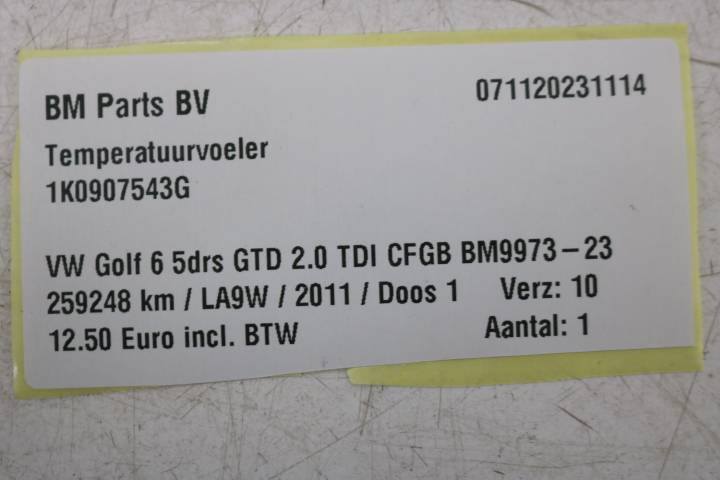 BM Parts BV 071120231114
Temperatuurvoeler
1K0907543G
VW Golf 6 5drs GTD 2.0 TDI CFGB BM9973-23
259248 km / LA9W / 2011 / Doos 1 Verz: 10
12.50 Euro incl. BTW Aantal: 1